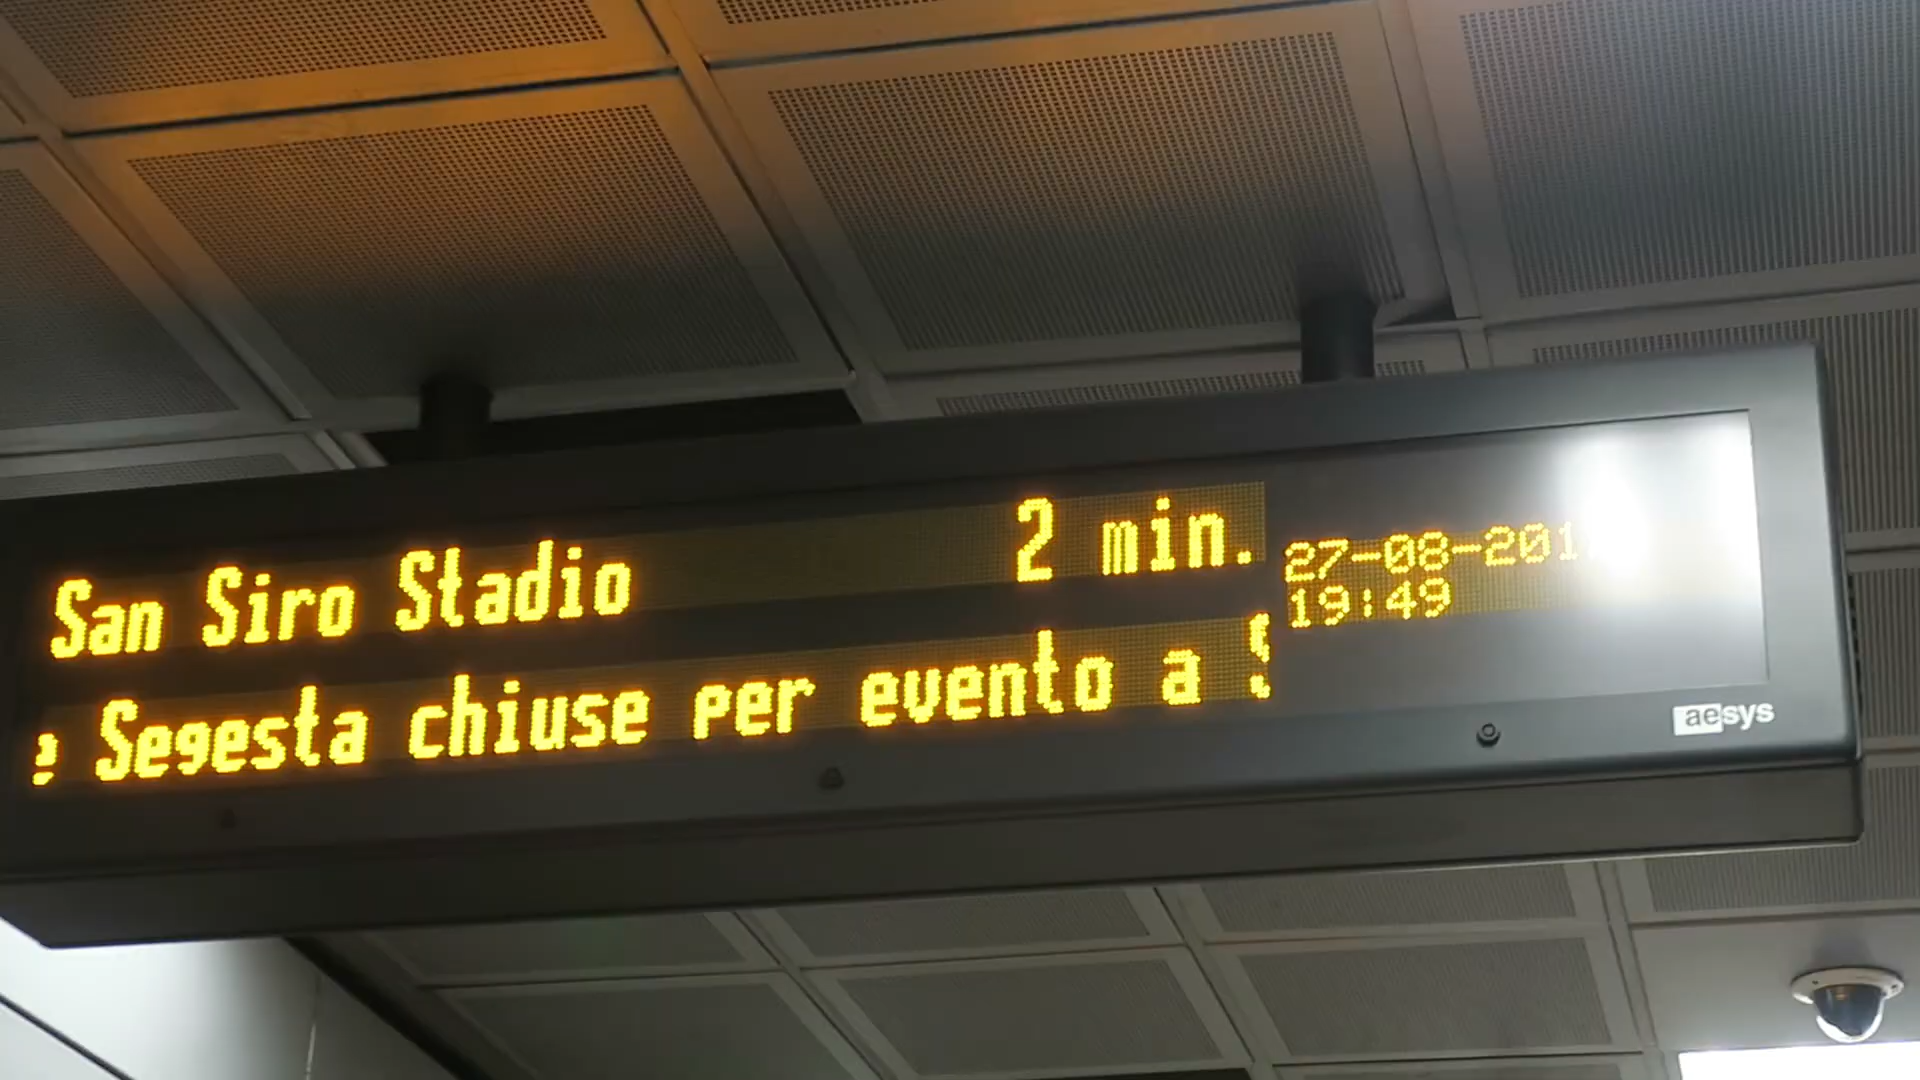 San Siro Stadio 2 min.
Segesta chiuse per evento a
27-08-201
19:49
aesys